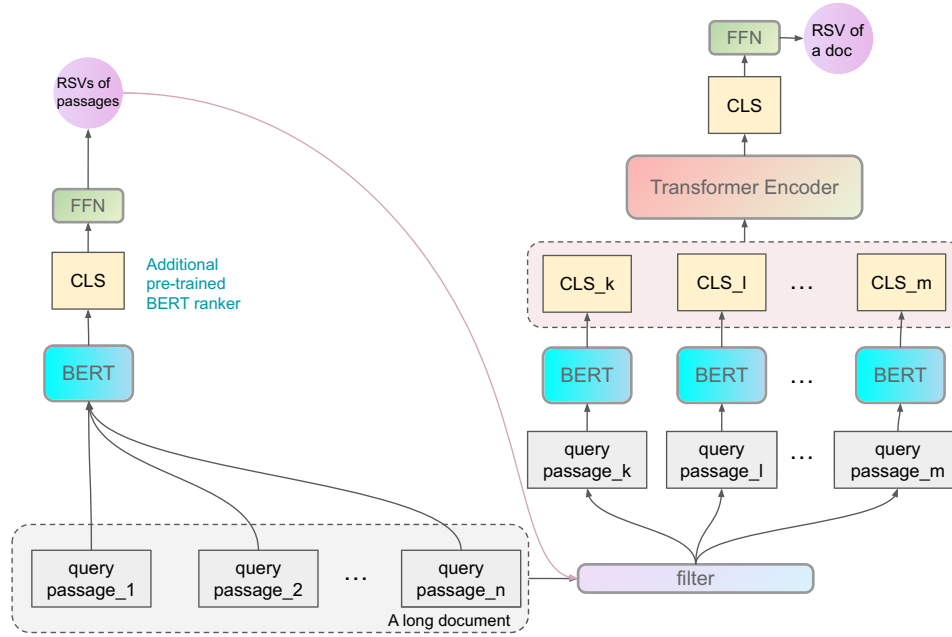 RSVs of
passages
FFN
CLS
Additional
pre-trained
BERT ranker
BERT
query
passage_1
query
passage_2
...
query
passage_n
A long document
FFN
RSV of
a doc
CLS
Transformer Encoder
CLS_k
CLS_l
...
CLS_m
BERT
BERT
...
BERT
query
passage_k
query
passage_l
...
query
passage_m
filter